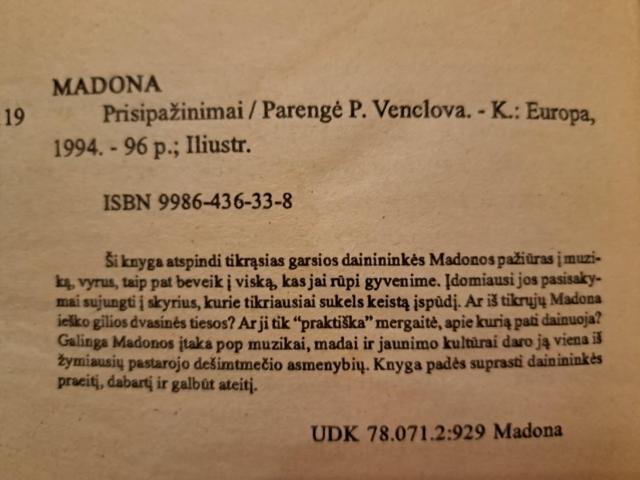 MADONA
19 Prisipažinimai / Parengė P. Venclova. - K.: Europa,
1994. - 96 p.; Iliustr.
ISBN 9986-436-33-8
Ši knyga atspindi tikrąsias garsios dainininkės Madonos pažiūras į muzi-
ką, vyrus, taip pat beveik į viską, kas jai rūpi gyvenime. Įdomiausi jos pasisaky-
mai sujungti į skyrius, kurie tikriausiai sukels keistą įspūdį. Ar iš tikrųjų Madona
ieško gilios dvasinės tiesos? Ar ji tik "praktiška" mergaitė, apie kurią pati dainuoja?
Galinga Madonos įtaka pop muzikai, madai ir jaunimo kultūrai daro ją viena iš
žymiausių pastarojo dešimtmečio asmenybių. Knyga padės suprasti dainininkės
praeitį, dabartį ir galbūt ateitį.
UDK 78.071.2:929 Madona